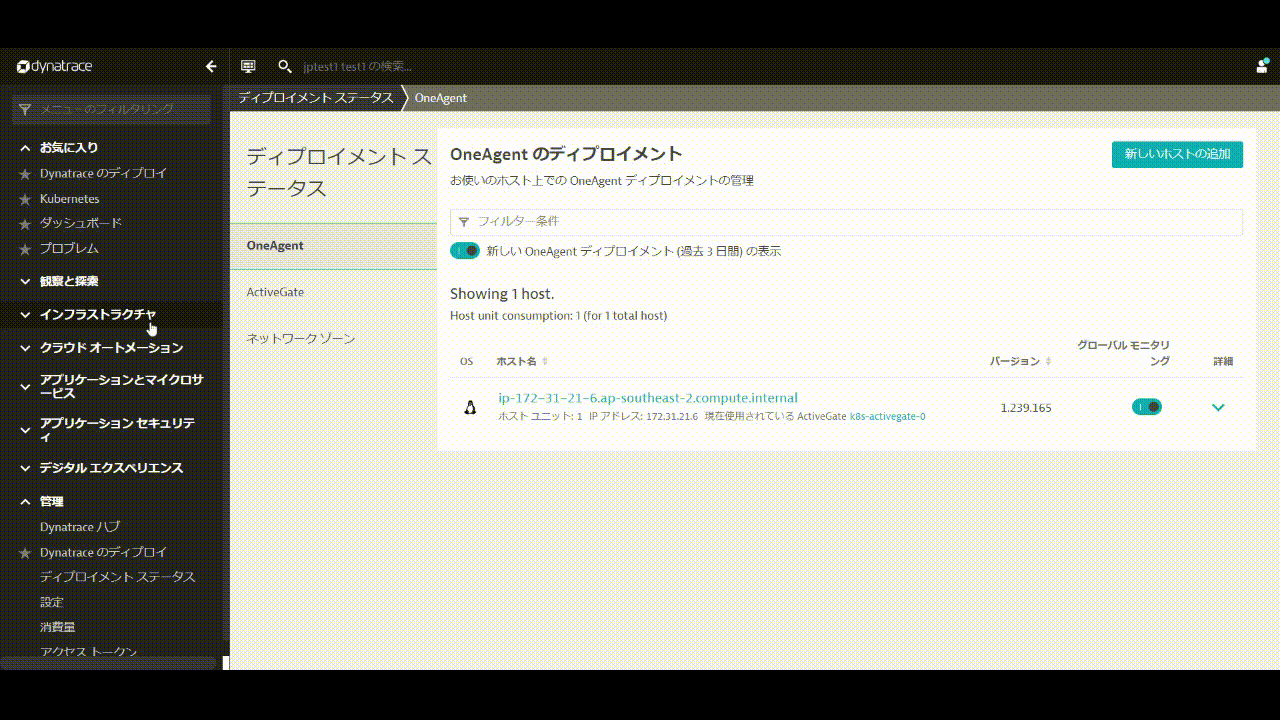 dynatrace
jptest1 test1 の検索...
メニューのフィルタリング
お気に入り
Dynatrace のディプロイ
Kubernetes
ダッシュボード
プロブレム
観察と探索
インフラストラクチャ
クラウド オートメーション
アプリケーションとマイクロサ
ービス
アプリケーション セキュリテ
ィ
デジタル エクスペリエンス
管理
Dynatrace ハブ
Dynatrace のディプロイ
ディプロイメント ステータス
設定
消費量
アクセス トークン
ディプロイメント ステータス
OneAgent
ディプロイメント ス
テータス
OneAgent
ActiveGate
ネットワーク ゾーン
OneAgent のディプロイメント
新しいホストの追加
お使いのホスト上での OneAgent ディプロイメントの管理
フィルター条件
新しい OneAgent ディプロイメント (過去 3 日間) の表示
Showing 1 host.
Host unit consumption: 1 (for 1 total host)
OS ホスト名 バージョン グローバル モニタリ
ング 詳細
ip-172-31-21-6.ap-southeast-2.compute.internal
ホスト ユニット: 1 IP アドレス: 172.31.21.6 現在使用されている ActiveGate k8s-activegate-0
1.239.165